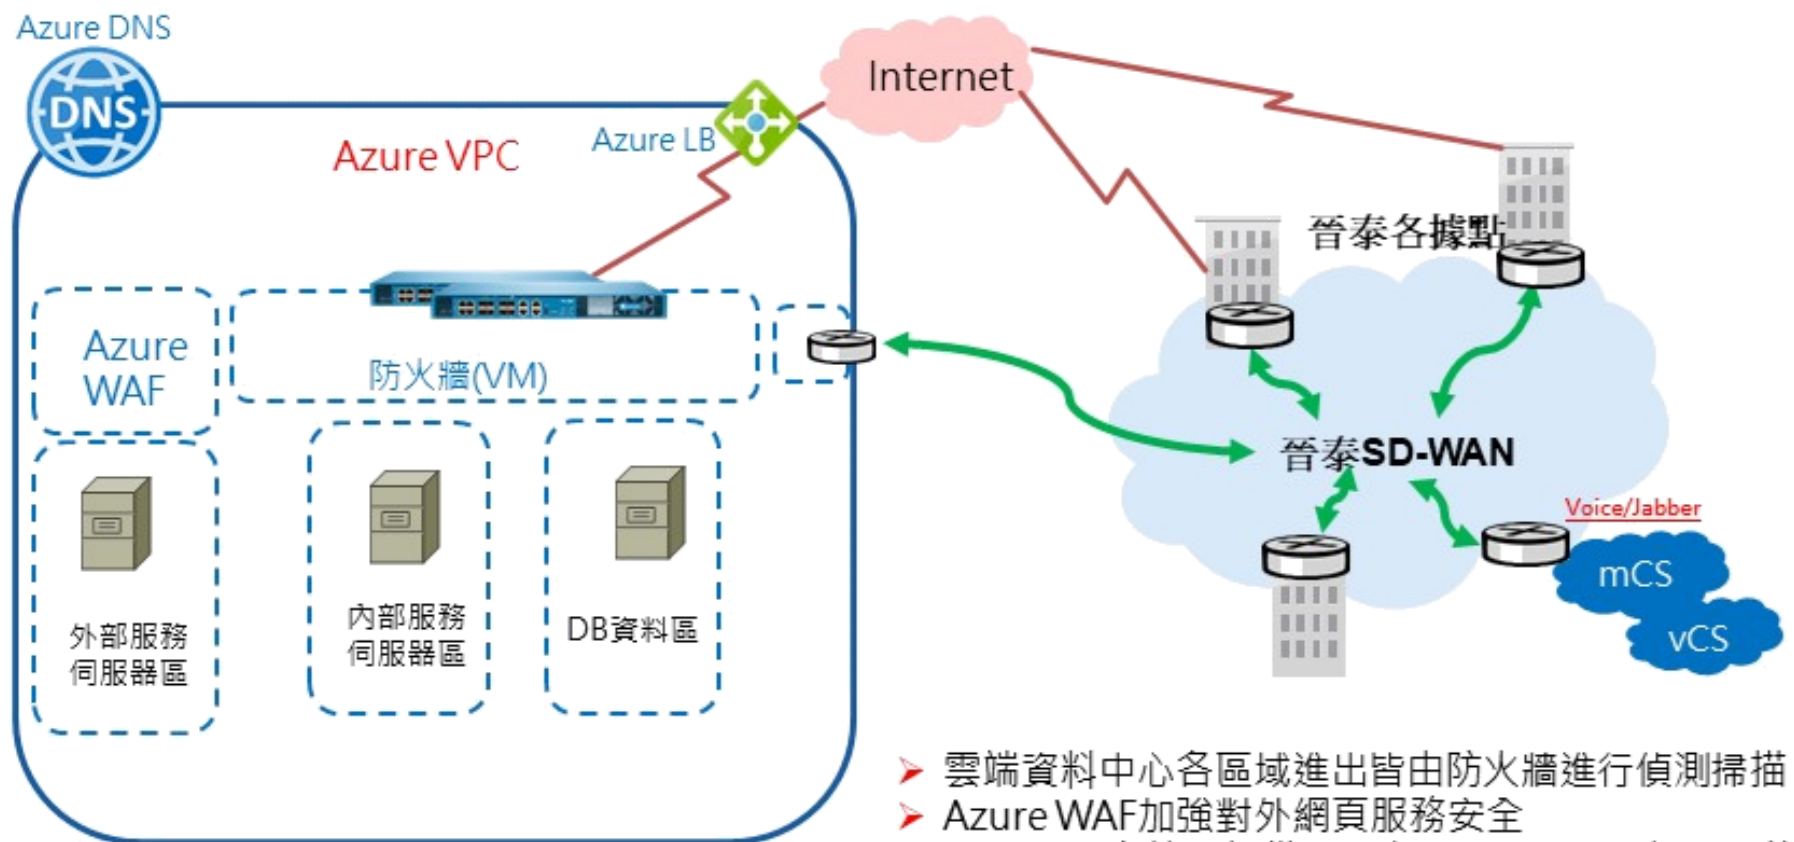 Azure DNS
DNS
Azure VPC
Azure LB
Internet
晉泰各據點
Azure
WAF
防火牆(VM)
晉泰SD-WAN
Voice/Jabber
mCS
vCS
外部服務
伺服器區
內部服務
伺服器區
DB資料區
雲端資料中心各區域進出皆由防火牆進行偵測掃描
Azure WAF加強對外網頁服務安全